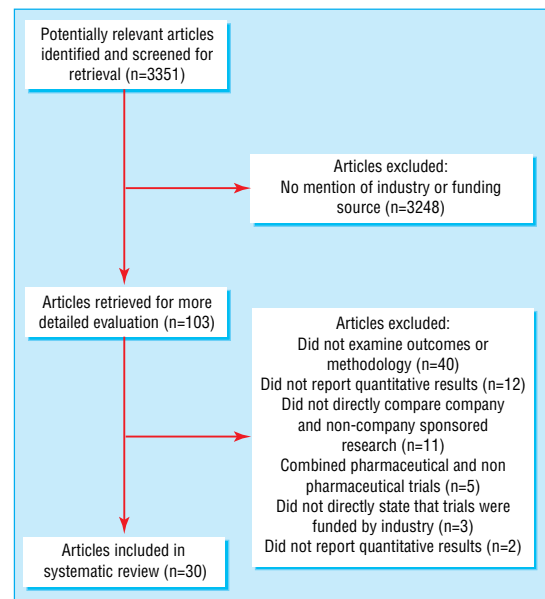 Potentially relevant articles
identified and screened for
retrieval (n=3351)
Articles excluded:
No mention of industry or funding
source (n=3248)
Articles retrieved for more
detailed evaluation (n=103)
Articles excluded:
Did not examine outcomes or
methodology (n=40)
Did not report quantitative results (n=12)
Did not directly compare company
and non-company sponsored
research (n=11)
Combined pharmaceutical and non
pharmaceutical trials (n=5)
Did not directly state that trials were
funded by industry (n=3)
Did not report quantitative results (n=2)
Articles included in
systematic review (n=30)